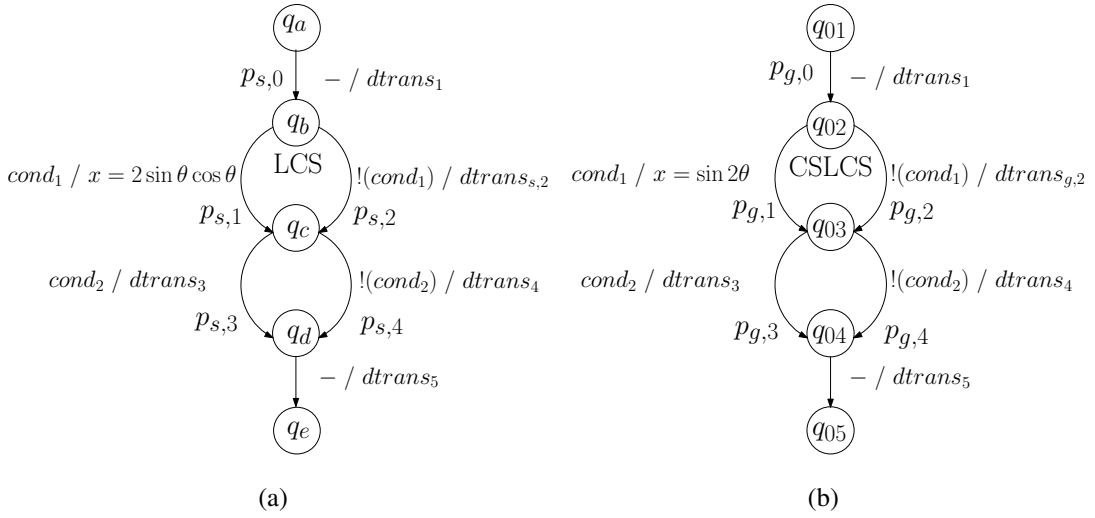 q_a
p_{s,0} − / dtrans_1
q_b
LCS
cond_1 / x = 2 sin θ cos θ
!(cond_1) / dtrans_{s,2}
p_{s,1}
p_{s,2}
q_c
cond_2 / dtrans_3
!(cond_2) / dtrans_4
p_{s,3}
p_{s,4}
q_d
− / dtrans_5
q_e
(a)
q_{01}
p_{g,0} − / dtrans_1
q_{02}
CSLCS
cond_1 / x = sin 2θ
!(cond_1) / dtrans_{g,2}
p_{g,1}
p_{g,2}
q_{03}
cond_2 / dtrans_3
!(cond_2) / dtrans_4
p_{g,3}
p_{g,4}
q_{04}
− / dtrans_5
q_{05}
(b)